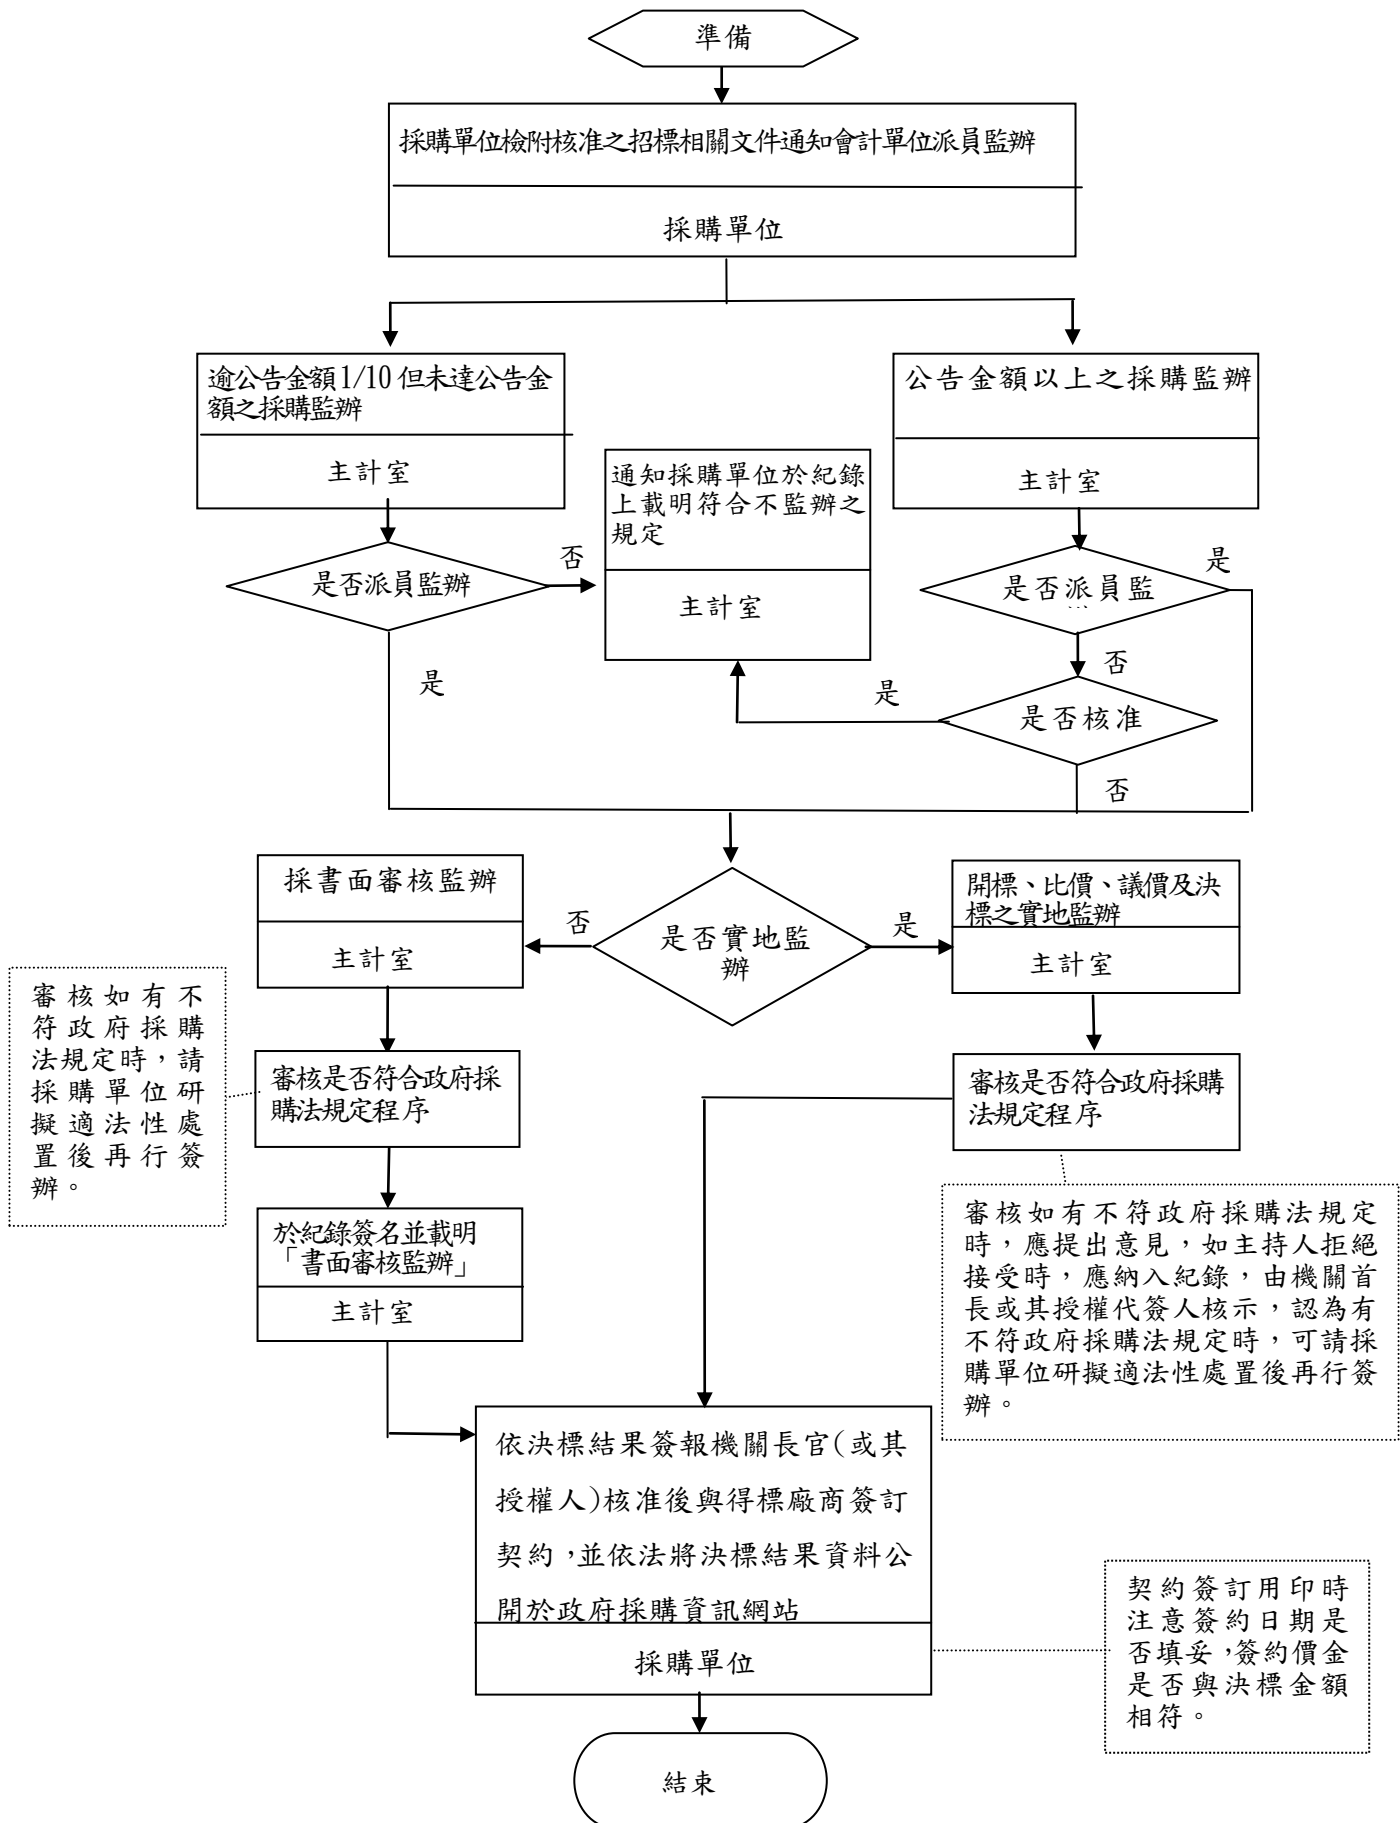 準備
採購單位檢附核准之招標相關文件通知會計單位派員監辦
採購單位
逾公告金額1/10但未達公告金
額之採購監辦
主計室
公告金額以上之採購監辦
主計室
通知採購單位於紀錄
上載明符合不監辦之
規定
主計室
是否派員監辦
否
是
是否派員監
是
否
是否核准
是
否
採書面審核監辦
主計室
否
是否實地監
辦
是
開標、比價、議價及決
標之實地監辦
主計室
審核如有不
符政府採購
法規定時，請
採購單位研
擬適法性處
置後再行簽
辦。
審核是否符合政府採
購法規定程序
審核是否符合政府採購
法規定程序
於紀錄簽名並載明
「書面審核監辦」
主計室
審核如有不符政府採購法規定
時，應提出意見，如主持人拒絕
接受時，應納入紀錄，由機關首
長或其授權代簽人核示，認為有
不符政府採購法規定時，可請採
購單位研擬適法性處置後再行簽
辦。
依決標結果簽報機關長官(或其
授權人)核准後與得標廠商簽訂
契約，並依法將決標結果資料公
開於政府採購資訊網站
採購單位
契約簽訂用印時
注意簽約日期是
否填妥，簽約價金
是否與決標金額
相符。
結束